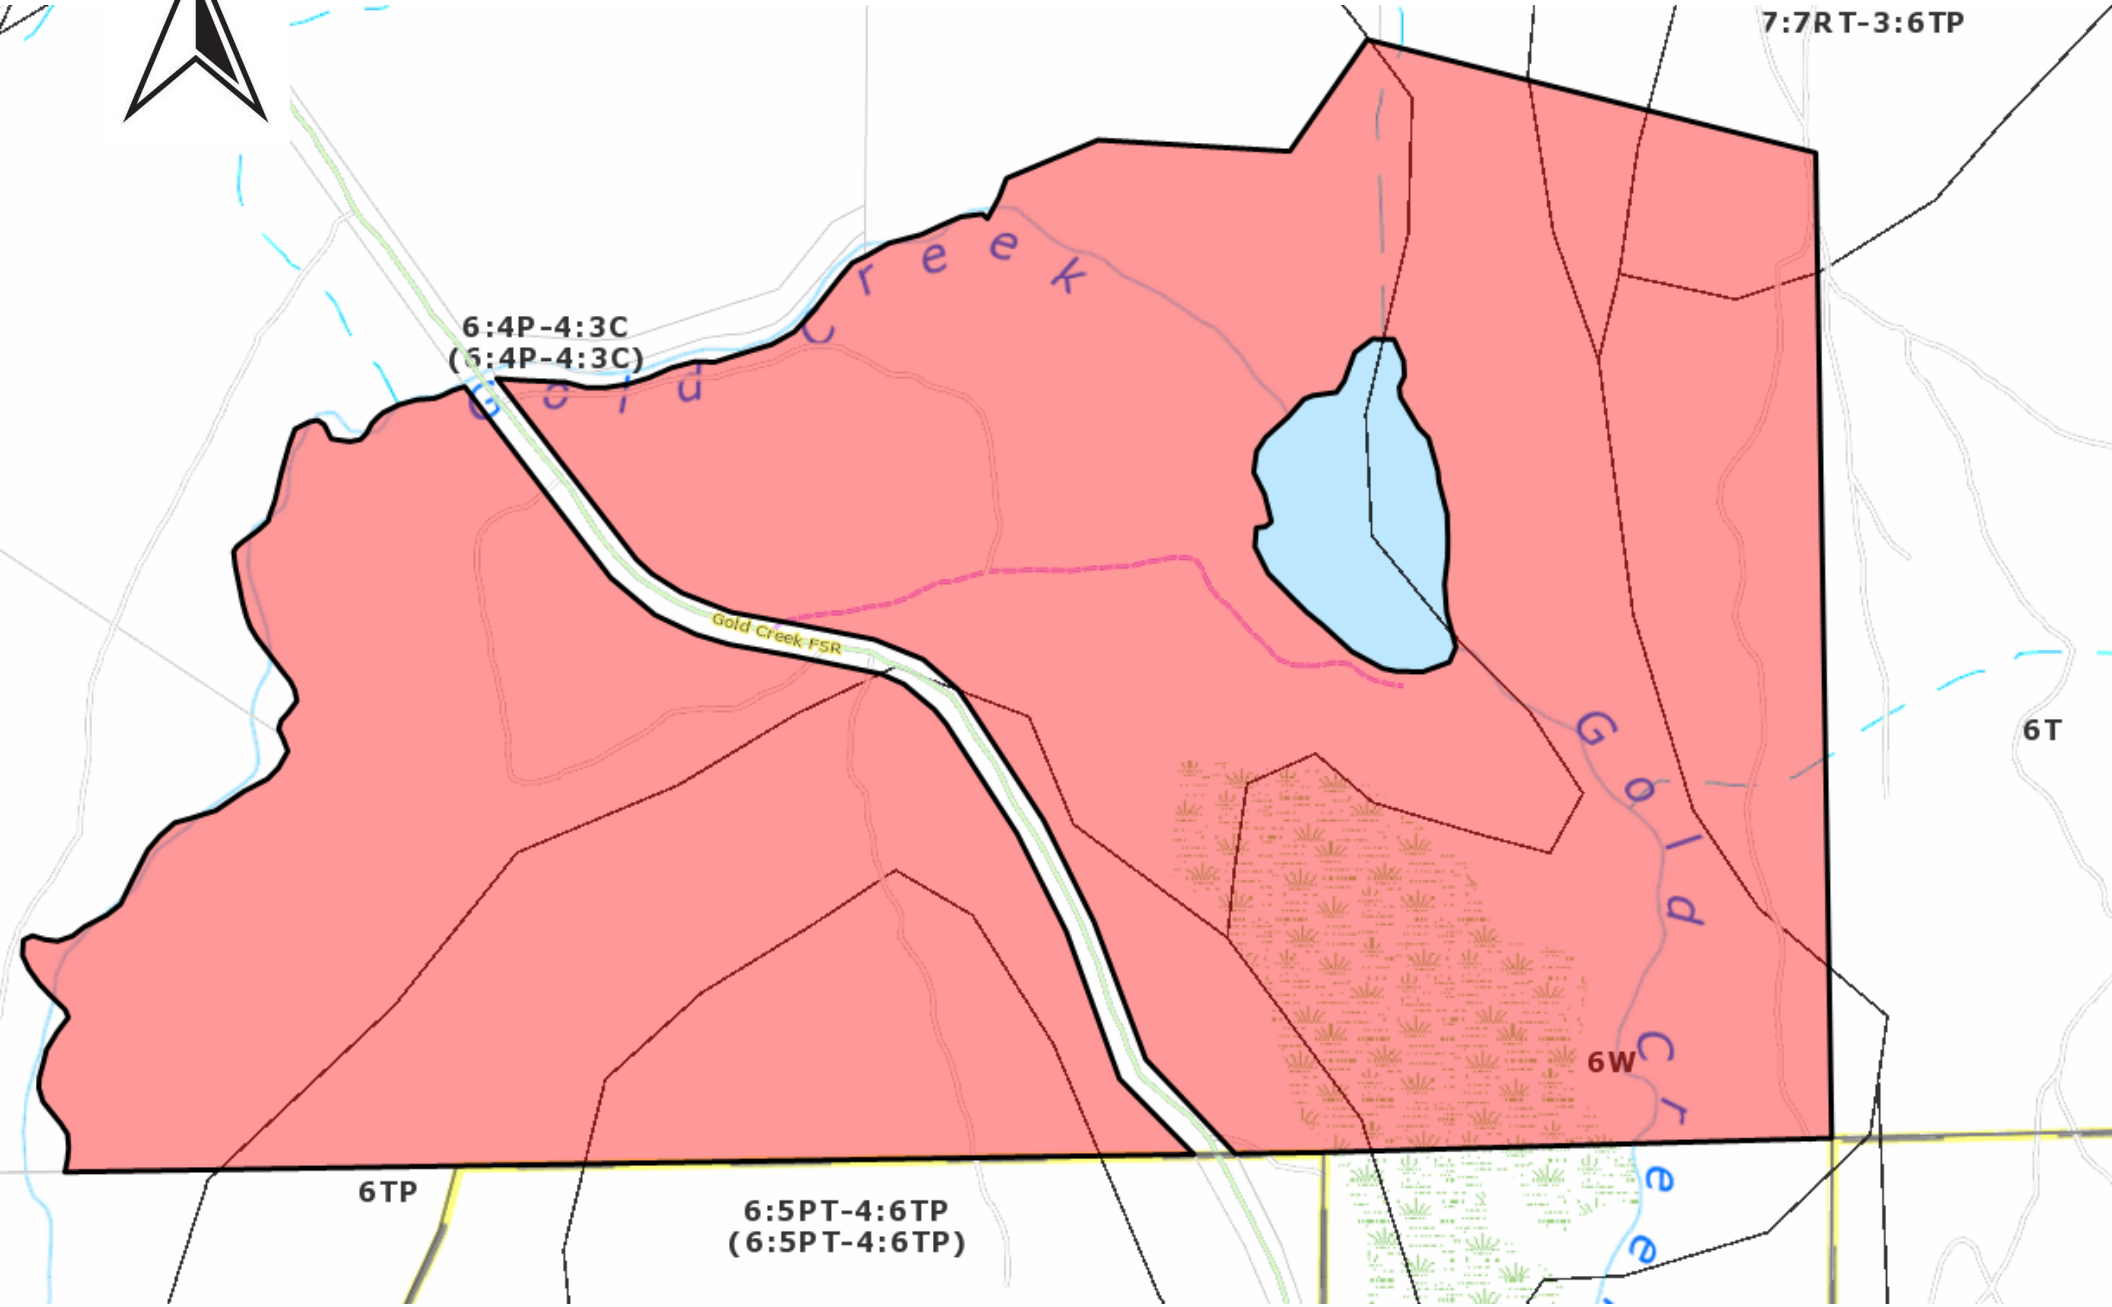 7:7RT-3:6TP
6:4P-4:3C
(6:4P-4:3C)
Gold Creek
Gold Creek FSR
6T
Gold Cree
6W
6TP
6:5PT-4:6TP
(6:5PT-4:6TP)